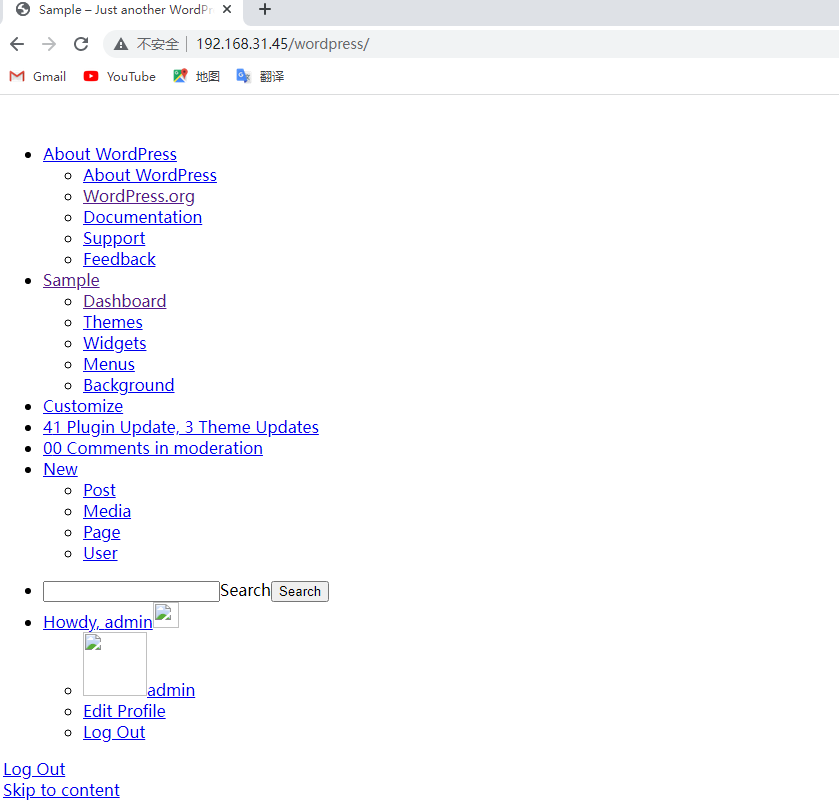 Sample – Just another WordPr
不安全 192.168.31.45/wordpress/
Gmail YouTube 地图 翻译
About WordPress
About WordPress
WordPress.org
Documentation
Support
Feedback
Sample
Dashboard
Themes
Widgets
Menus
Background
Customize
41 Plugin Update, 3 Theme Updates
00 Comments in moderation
New
Post
Media
Page
User
Search Search
Howdy, admin
admin
Edit Profile
Log Out
Log Out
Skip to content